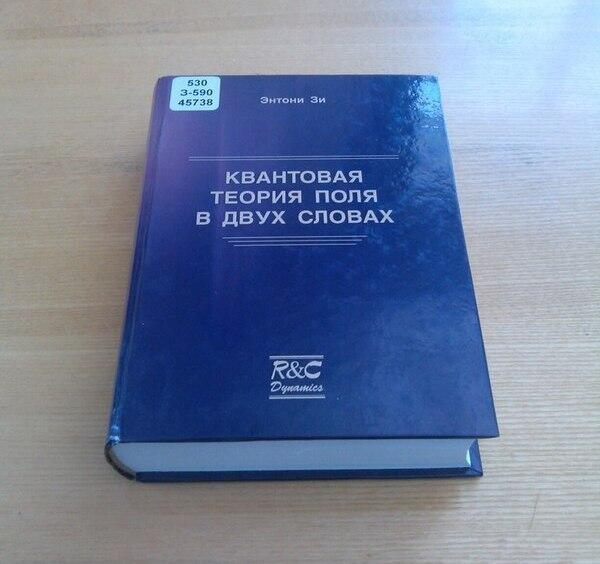 530
З-590
45738
Энтони Зи
КВАНТОВАЯ
ТЕОРИЯ ПОЛЯ
В ДВУХ СЛОВАХ
R&C
Dynamics